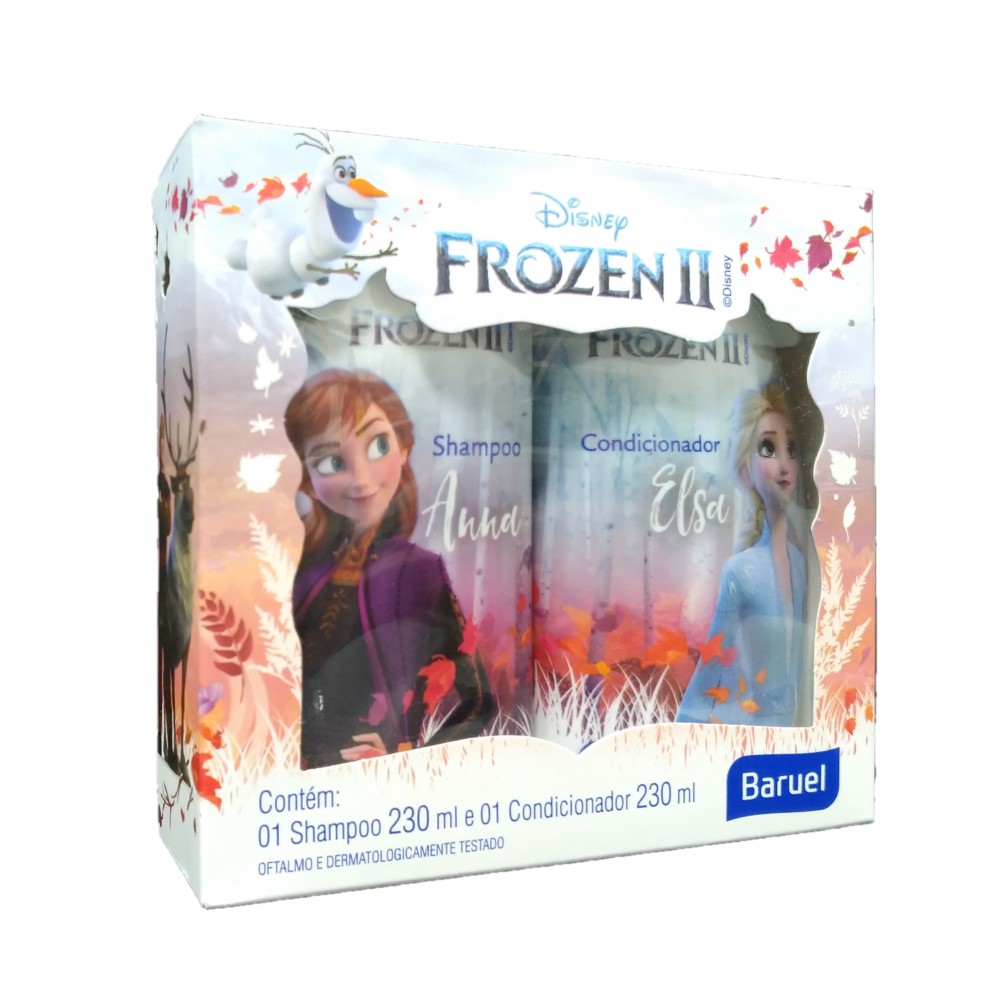 Disney
FROZEN II
©Disney
FROZEN II
FROZEN II
Shampoo
Anna
Condicionador
Elsa
Contém:
01 Shampoo 230 ml e 01 Condicionador 230 ml
OFTALMO E DERMATOLOGICAMENTE TESTADO
Baruel